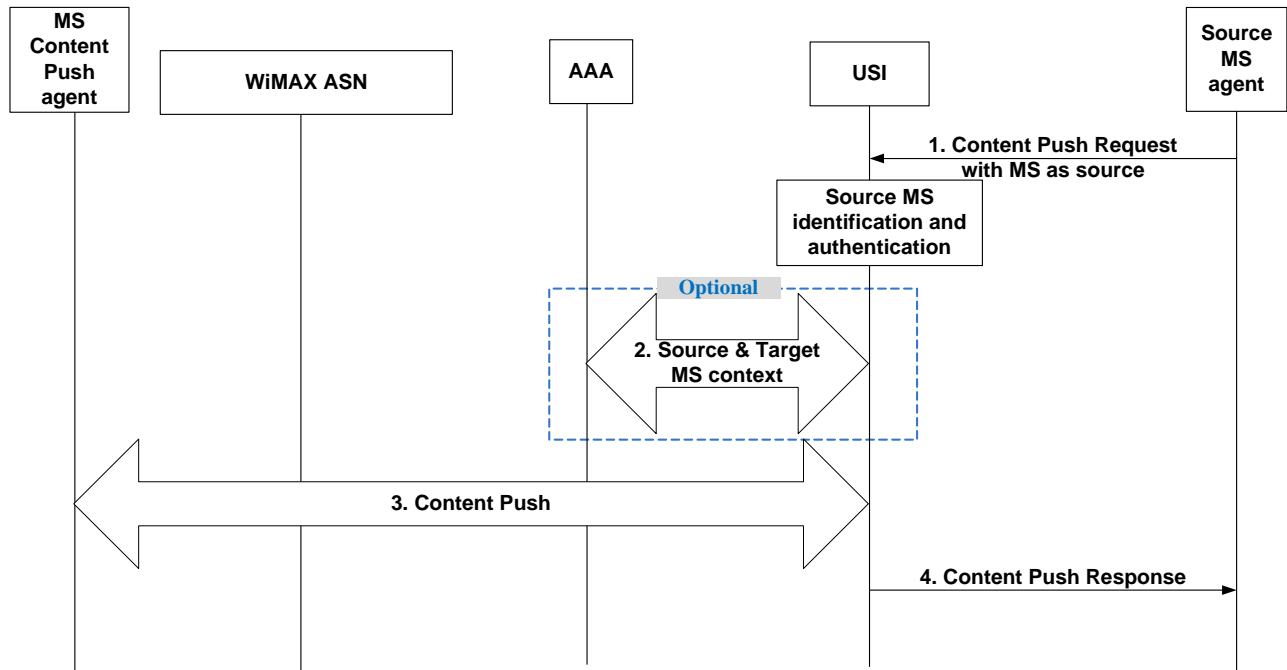 MS
Content
Push
agent
WiMAX ASN
AAA
USI
Source
MS
agent
1. Content Push Request
with MS as source
Source MS
identification and
authentication
Optional
2. Source & Target
MS context
3. Content Push
4. Content Push Response